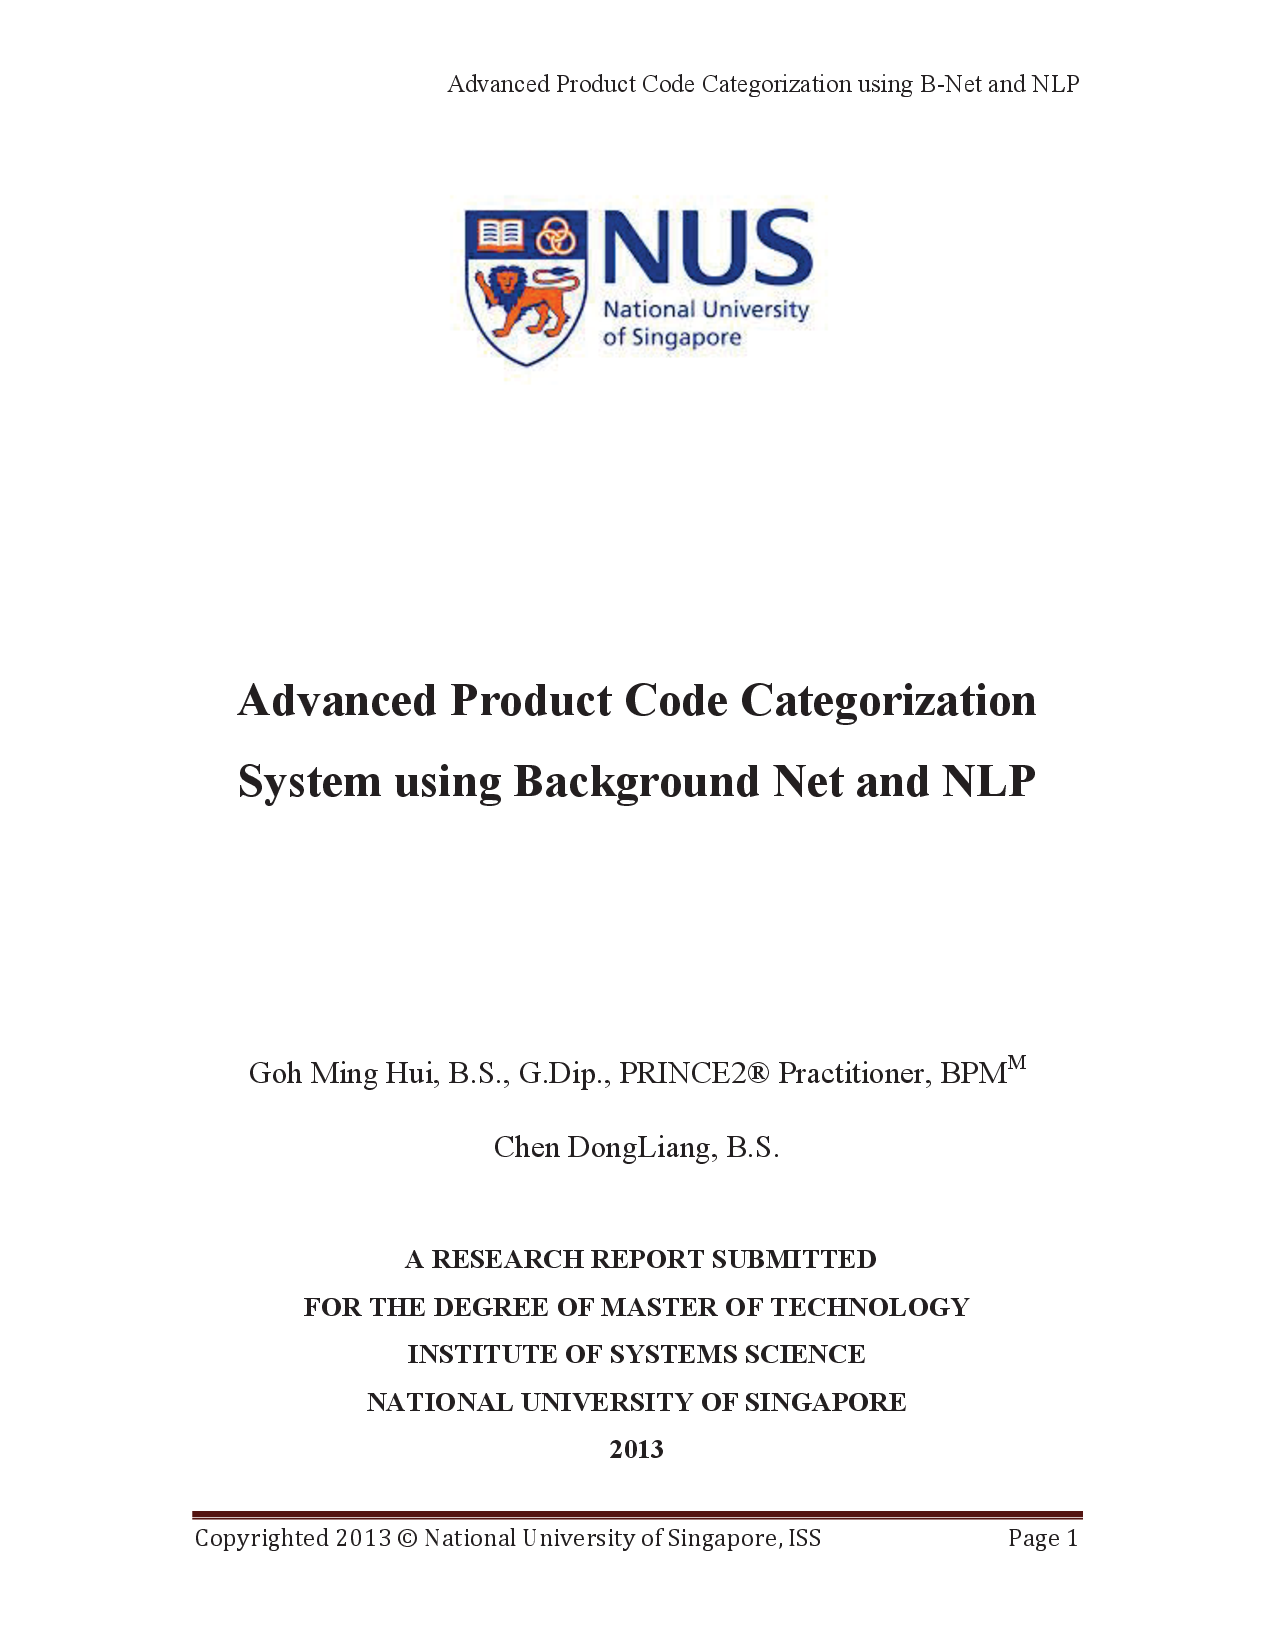 Advanced Product Code Categorization using B-Net and NLP
NUS
National University
of Singapore
Advanced Product Code Categorization
System using Background Net and NLP
Goh Ming Hui, B.S., G.Dip., PRINCE2® Practitioner, BPMᴹ
Chen DongLiang, B.S.
A RESEARCH REPORT SUBMITTED
FOR THE DEGREE OF MASTER OF TECHNOLOGY
INSTITUTE OF SYSTEMS SCIENCE
NATIONAL UNIVERSITY OF SINGAPORE
2013
Copyrighted 2013 © National University of Singapore, ISS Page 1